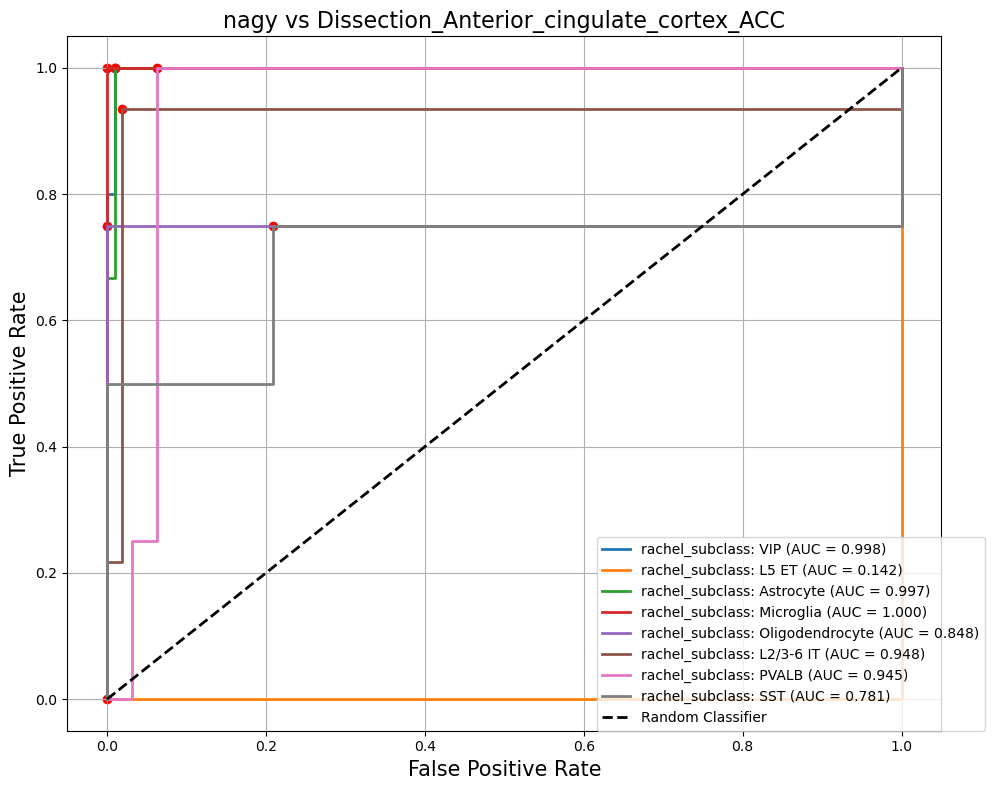 nagy vs Dissection_Anterior_cingulate_cortex_ACC
True Positive Rate
1.0
0.8
0.6
0.4
0.2
0.0
rachel_subclass: VIP (AUC = 0.998)
rachel_subclass: L5 ET (AUC = 0.142)
rachel_subclass: Astrocyte (AUC = 0.997)
rachel_subclass: Microglia (AUC = 1.000)
rachel_subclass: Oligodendrocyte (AUC = 0.848)
rachel_subclass: L2/3-6 IT (AUC = 0.948)
rachel_subclass: PVALB (AUC = 0.945)
rachel_subclass: SST (AUC = 0.781)
Random Classifier
0.0 0.2 0.4 0.6 0.8 1.0
False Positive Rate